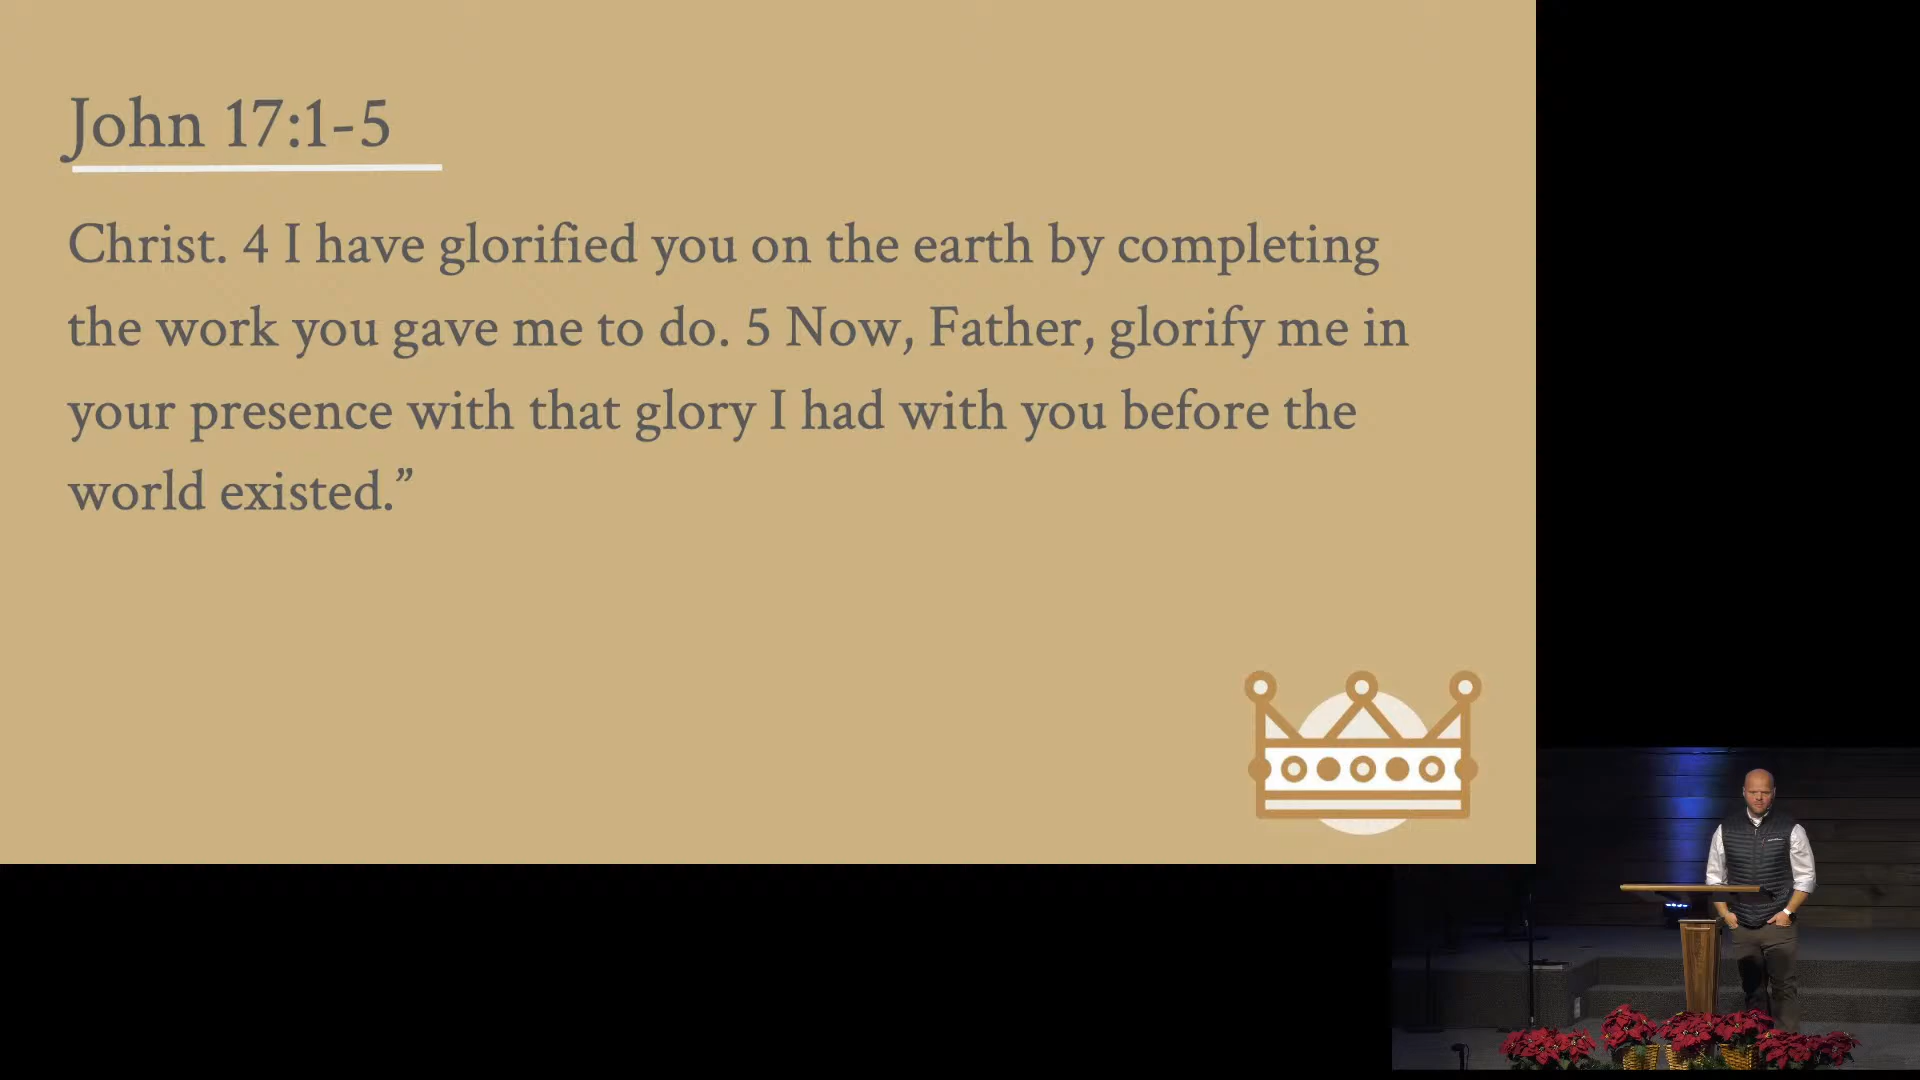 John 17:1-5
Christ. 4 I have glorified you on the earth by completing
the work you gave me to do. 5 Now, Father, glorify me in
your presence with that glory I had with you before the
world existed.”